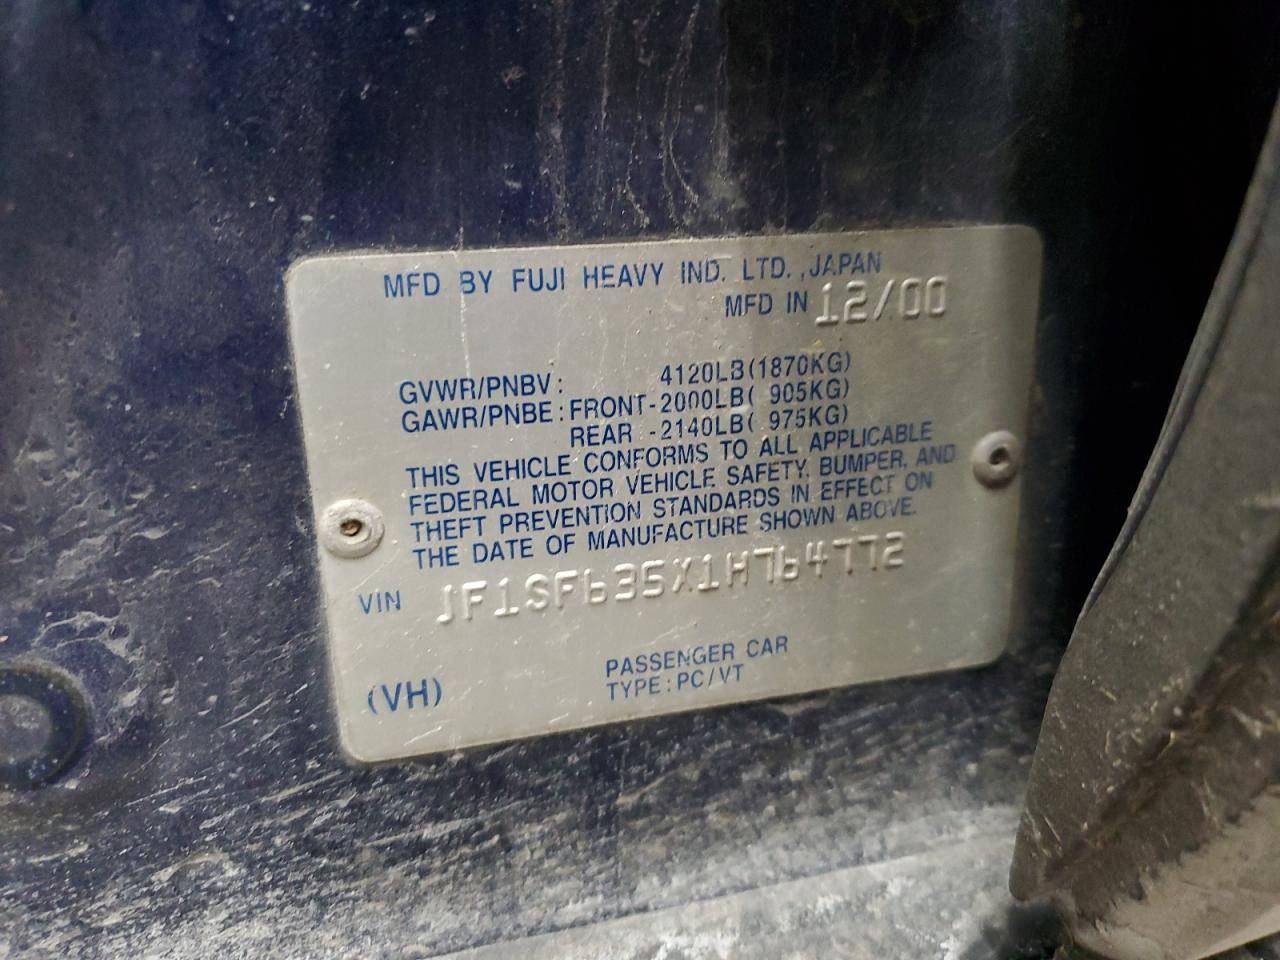 MFD BY FUJI HEAVY IND. LTD.,JAPAN
MFD IN 12/00
GVWR/PNBV: 4120LB(1870KG)
GAWR/PNBE:FRONT-2000LB( 905KG)
REAR -2140LB( 975KG)
THIS VEHICLE CONFORMS TO ALL APPLICABLE
FEDERAL MOTOR VEHICLE SAFETY, BUMPER, AND
THEFT PREVENTION STANDARDS IN EFFECT ON
THE DATE OF MANUFACTURE SHOWN ABOVE.
VIN JF1SF635X1H764772
(VH)
PASSENGER CAR
TYPE:PC/VT